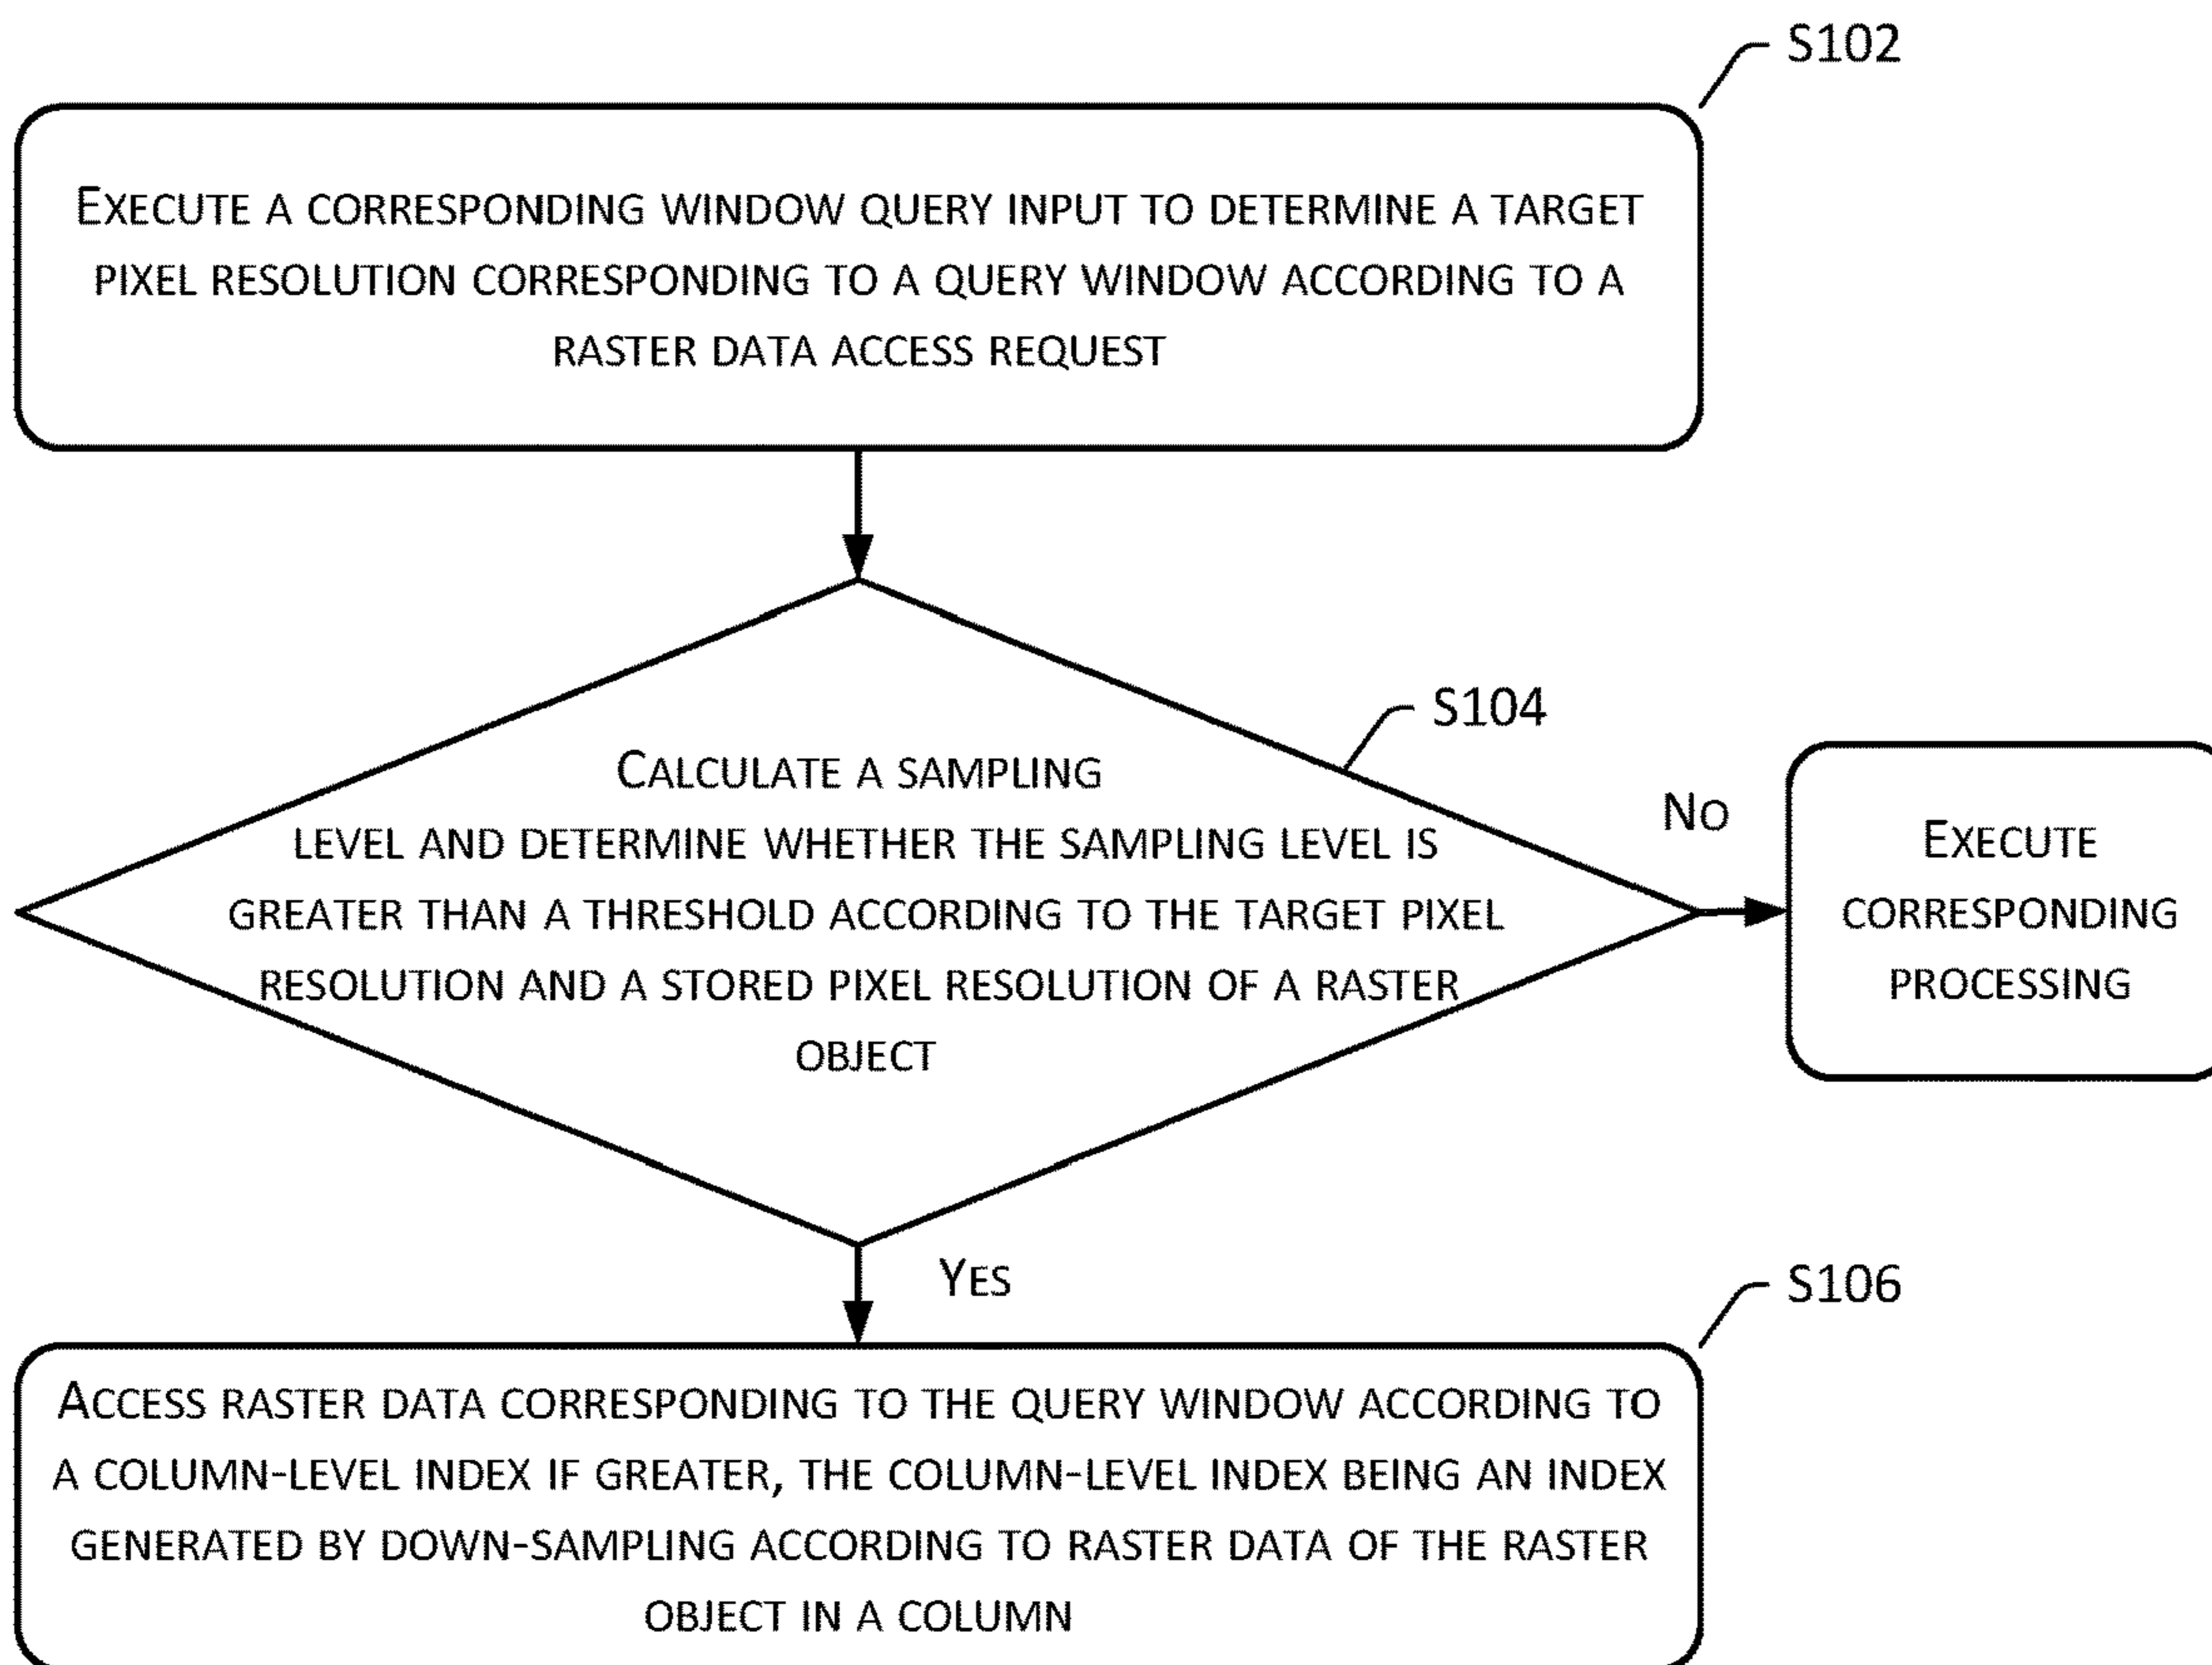 S102
EXECUTE A CORRESPONDING WINDOW QUERY INPUT TO DETERMINE A TARGET
PIXEL RESOLUTION CORRESPONDING TO A QUERY WINDOW ACCORDING TO A
RASTER DATA ACCESS REQUEST
S104
CALCULATE A SAMPLING
LEVEL AND DETERMINE WHETHER THE SAMPLING LEVEL IS
GREATER THAN A THRESHOLD ACCORDING TO THE TARGET PIXEL
RESOLUTION AND A STORED PIXEL RESOLUTION OF A RASTER
OBJECT
NO
EXECUTE
CORRESPONDING
PROCESSING
YES
S106
ACCESS RASTER DATA CORRESPONDING TO THE QUERY WINDOW ACCORDING TO
A COLUMN-LEVEL INDEX IF GREATER, THE COLUMN-LEVEL INDEX BEING AN INDEX
GENERATED BY DOWN-SAMPLING ACCORDING TO RASTER DATA OF THE RASTER
OBJECT IN A COLUMN